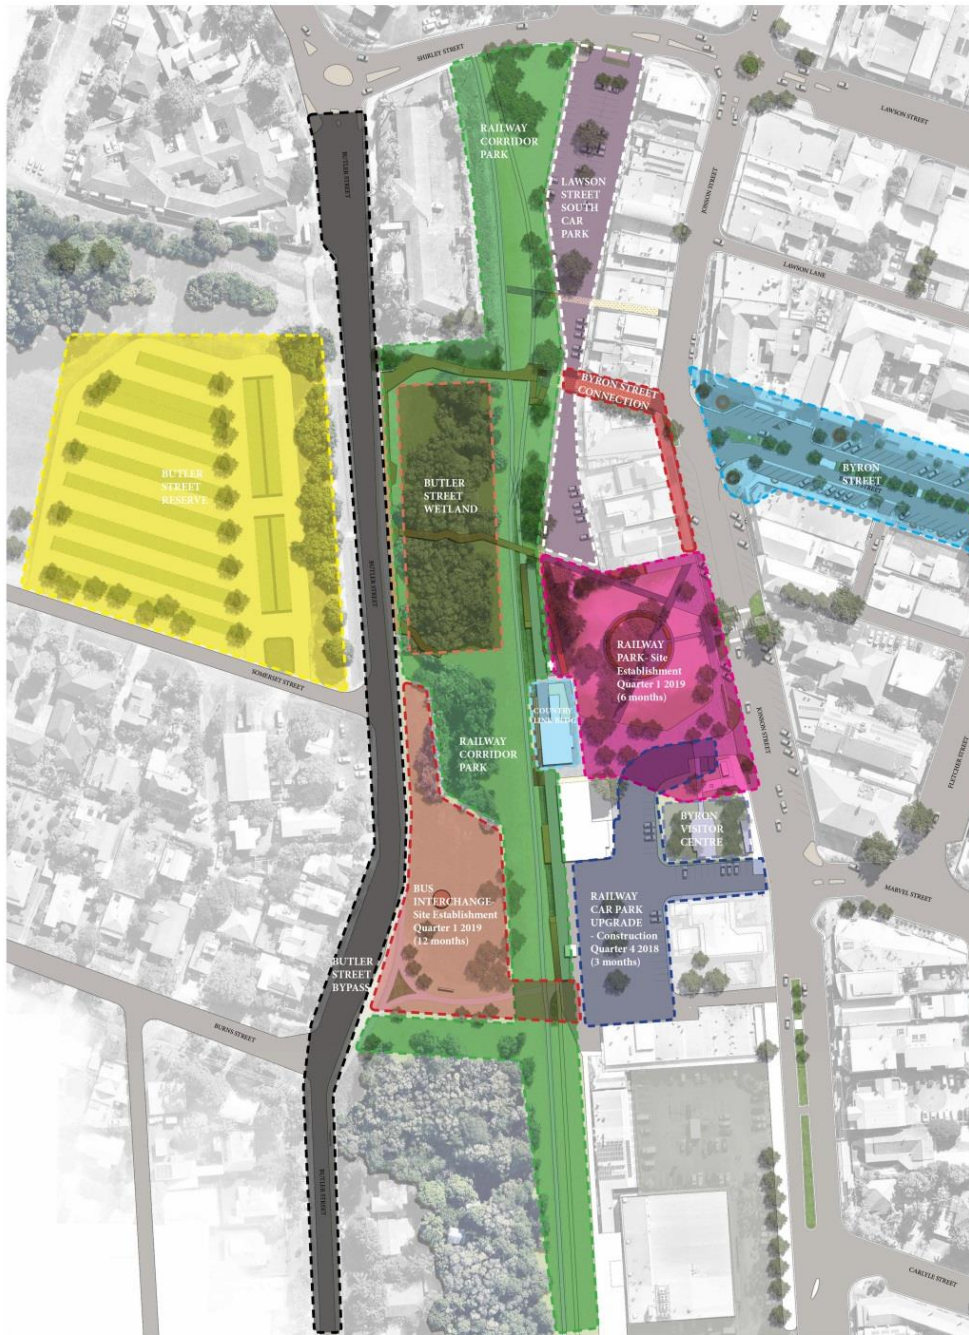 SHIRLEY STREET
LAWSON STREET
RAILWAY
CORRIDOR
PARK
BUTLER STREET
LAWSON
STREET
SOUTH
CAR
PARK
JONSON STREET
LAWSON LANE
BYRON STREET
CONNECTION
BUTLER
STREET
RESERVE
BUTLER
STREET
WETLAND
BYRON
STREET
BUTLER STREET
SOMERSET STREET
RAILWAY
PARK- Site
Establishment
Quarter 1 2019
(6 months)
COUNTRY
LINK BLDG
JONSON STREET
FLETCHER STREET
RAILWAY
CORRIDOR
PARK
BYRON
VISITOR
CENTRE
BUS
INTERCHANGE-
Site Establishment
Quarter 1 2019
(12 months)
RAILWAY
CAR PARK
UPGRADE
- Construction
Quarter 4 2018
(3 months)
MARVEL STREET
BUTLER
STREET
BYPASS
BURNS STREET
BUTLER STREET
CARLYLE STREET